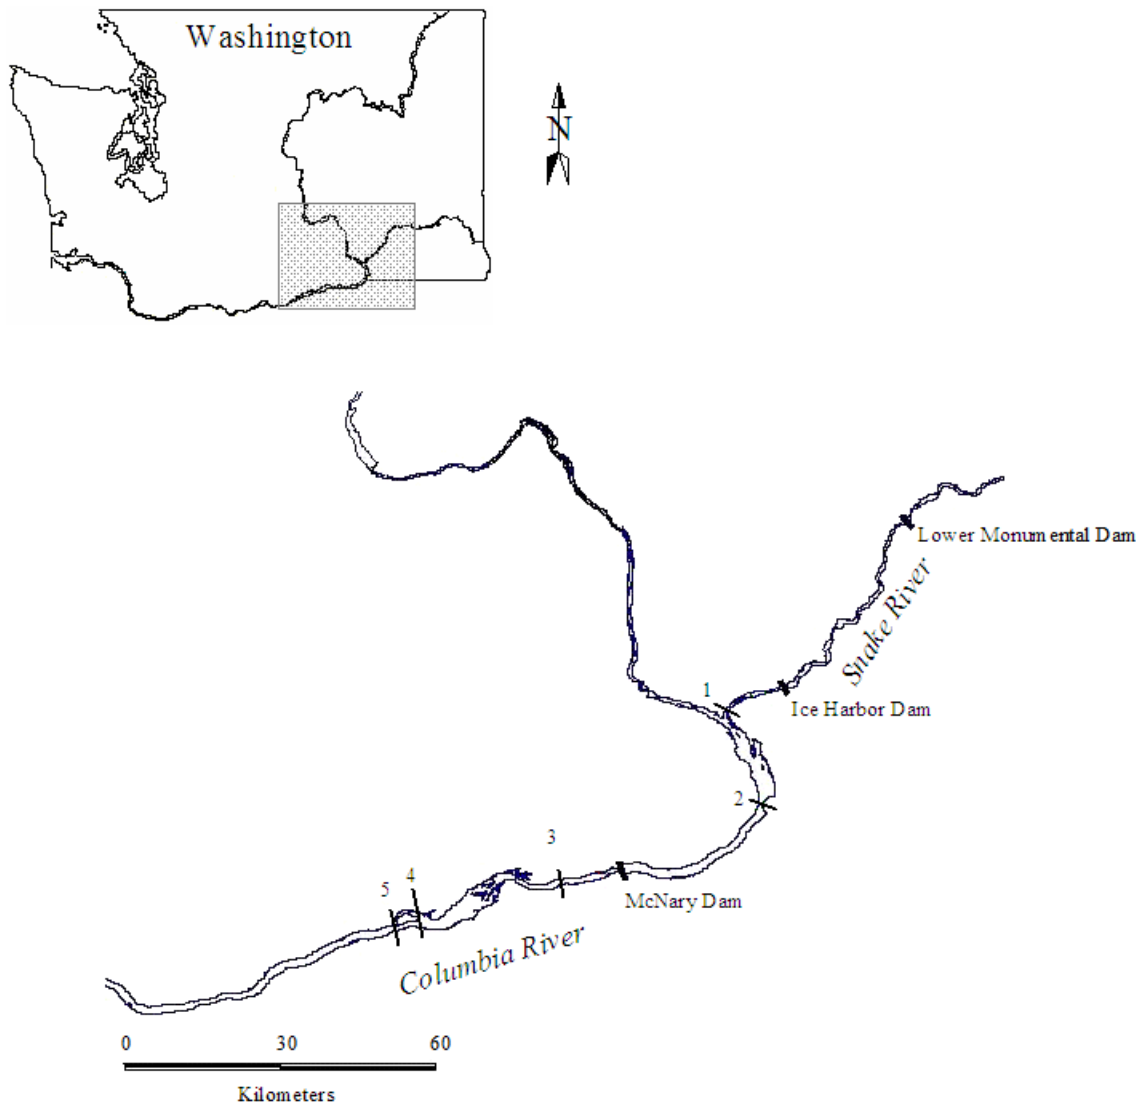 Washington
N
Lower Monumental Dam
Snake River
1
Ice Harbor Dam
2
3
4
5
McNary Dam
Columbia River
0 30 60
Kilometers